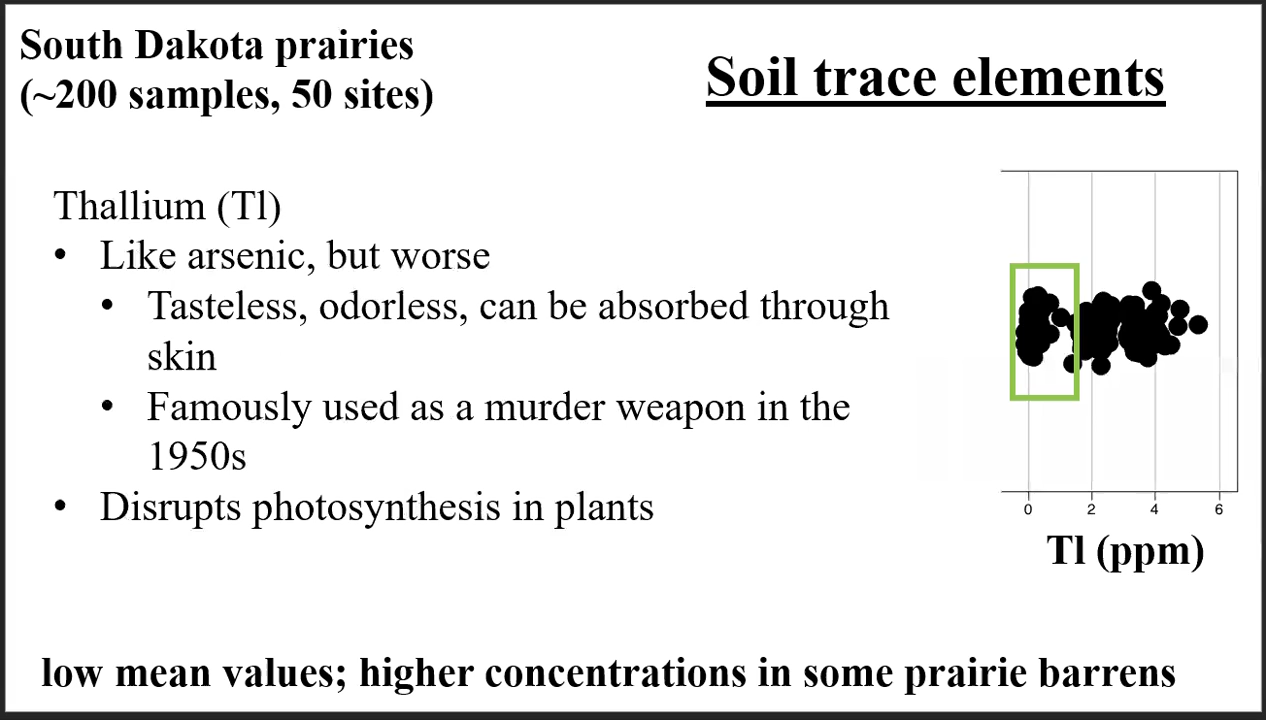 South Dakota prairies
(~200 samples, 50 sites)
Soil trace elements
Thallium (Tl)
• Like arsenic, but worse
• Tasteless, odorless, can be absorbed through
skin
• Famously used as a murder weapon in the
1950s
• Disrupts photosynthesis in plants
0 2 4 6
Tl (ppm)
low mean values; higher concentrations in some prairie barrens